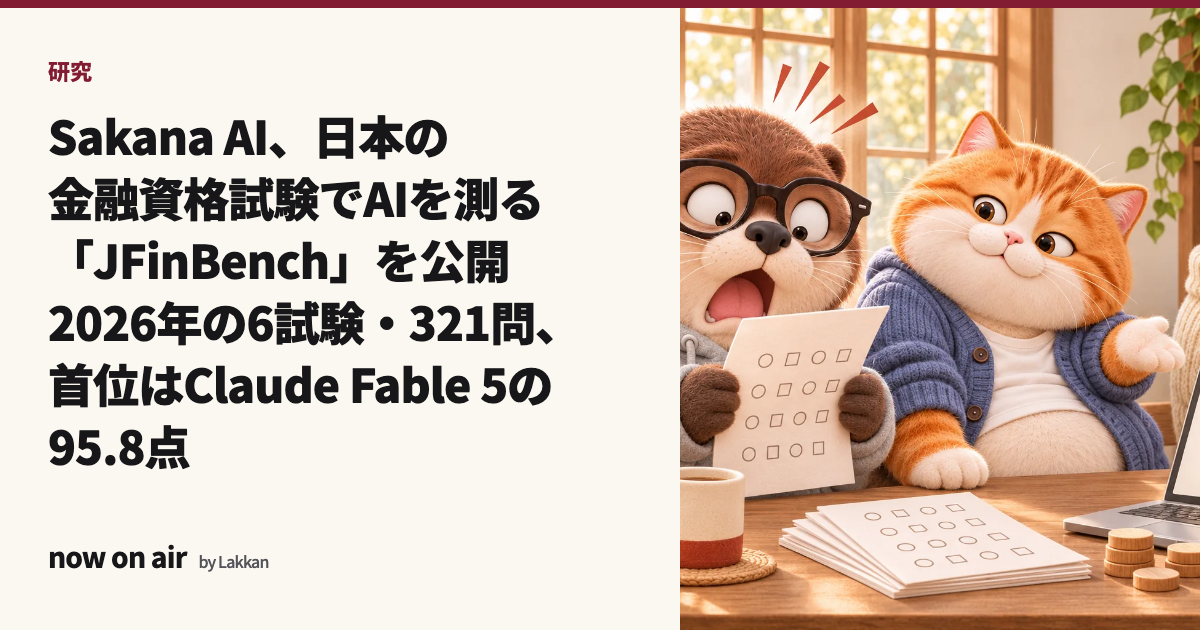 研究
Sakana AI、日本の
金融資格試験でAIを測る
「JFinBench」を公開
2026年の6試験・321問、
首位はClaude Fable 5の
95.8点
now on air by Lakkan